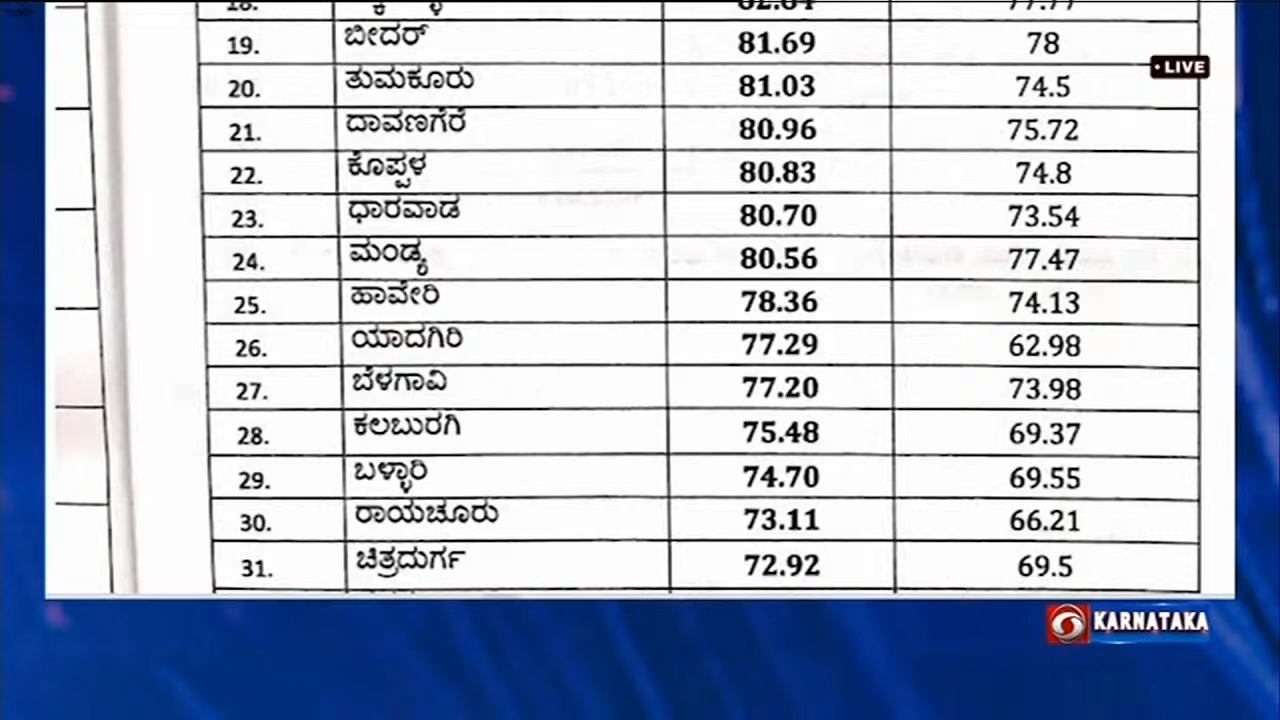 19. ಬೀದರ್ 81.69 78
• LIVE
20. ತುಮಕೂರು 81.03 74.5
21. ದಾವಣಗೆರೆ 80.96 75.72
22. ಕೊಪ್ಪಳ 80.83 74.8
23. ಧಾರವಾಡ 80.70 73.54
24. ಮಂಡ್ಯ 80.56 77.47
25. ಹಾವೇರಿ 78.36 74.13
26. ಯಾದಗಿರಿ 77.29 62.98
27. ಬೆಳಗಾವಿ 77.20 73.98
28. ಕಲಬುರಗಿ 75.48 69.37
29. ಬಳ್ಳಾರಿ 74.70 69.55
30. ರಾಯಚೂರು 73.11 66.21
31. ಚಿತ್ರದುರ್ಗ 72.92 69.5
KARNATAKA